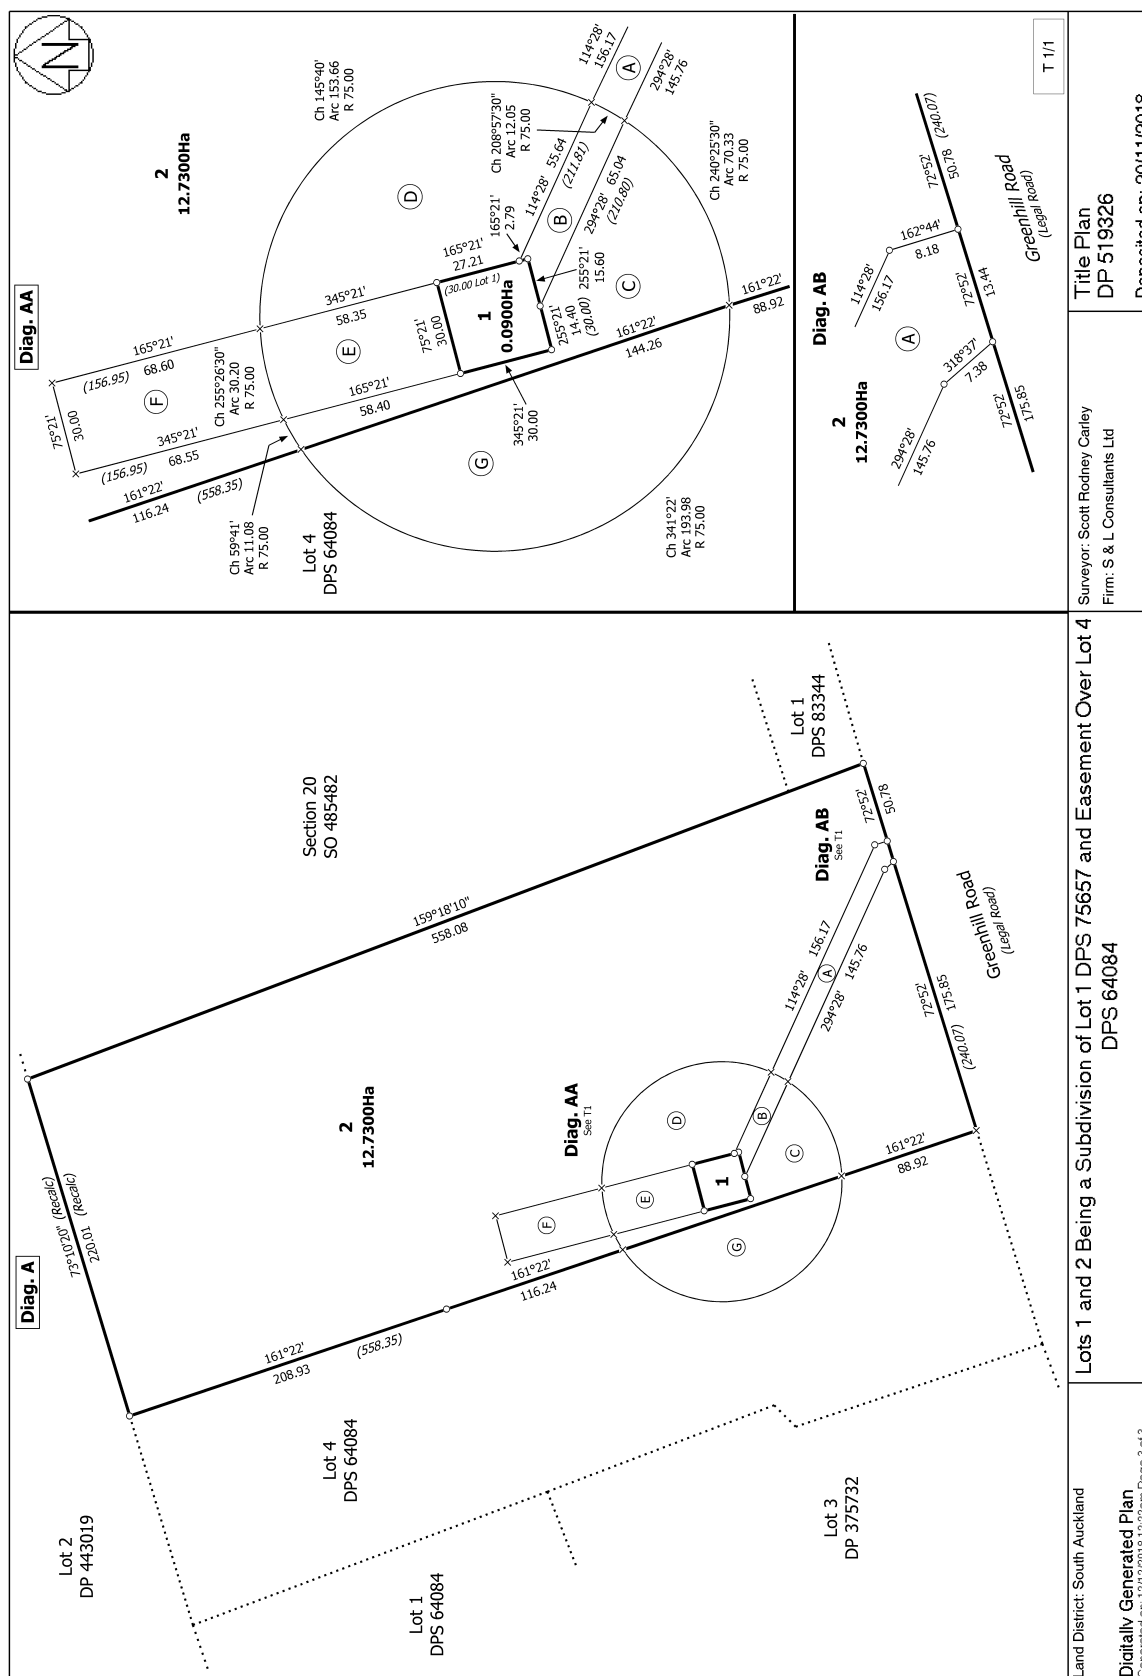 Diag. A
Lot 2
DP 443019
Lot 1
DPS 64084
Lot 4
DPS 64084
Lot 3
DP 375732
73°10'20" (Recalc)
220.01 (Recalc)
161°22'
208.93
(558.35)
161°22'
116.24
2
12.7300Ha
Section 20
SO 485482
159°18'10"
558.08
Diag. AA
See T1
F
E
D
1
B
C
G
161°22'
88.92
114°28'
156.17
A
294°28'
145.76
Diag. AB
See T1
Lot 1
DPS 83344
72°52'
50.78
72°52'
175.85
(240.07)
Greenhill Road
(Legal Road)
Diag. AA
N
2
12.7300Ha
75°21'
30.00
165°21'
(156.95)
68.60
F
345°21'
(156.95)
68.55
161°22'
116.24
(558.35)
Ch 59°41'
Arc 11.08
R 75.00
Lot 4
DPS 64084
Ch 255°26'30"
Arc 30.20
R 75.00
345°21'
58.35
E
165°21'
58.40
Ch 145°40'
Arc 153.66
R 75.00
D
165°21'
27.21
(30.00 Lot 1)
75°21'
30.00
1
0.0900Ha
345°21'
30.00
165°21'
2.79
255°21'
15.60
255°21'
14.40
(30.00)
G
Ch 341°22'
Arc 193.98
R 75.00
161°22'
144.26
C
B
114°28'
55.64
(211.81)
294°28'
65.04
(210.80)
Ch 208°57'30"
Arc 12.05
R 75.00
114°28'
156.17
A
294°28'
145.76
Ch 240°25'30"
Arc 70.33
R 75.00
161°22'
88.92
Diag. AB
2
12.7300Ha
114°28'
156.17
A
294°28'
145.76
162°44'
8.18
318°37'
7.38
72°52'
50.78
(240.07)
72°52'
13.44
72°52'
175.85
Greenhill Road
(Legal Road)
T 1/1
Land District: South Auckland
Digitally Generated Plan
Lots 1 and 2 Being a Subdivision of Lot 1 DPS 75657 and Easement Over Lot 4
DPS 64084
Surveyor: Scott Rodney Carley
Firm: S & L Consultants Ltd
Title Plan
DP 519326
Deposited on: 20/11/2018